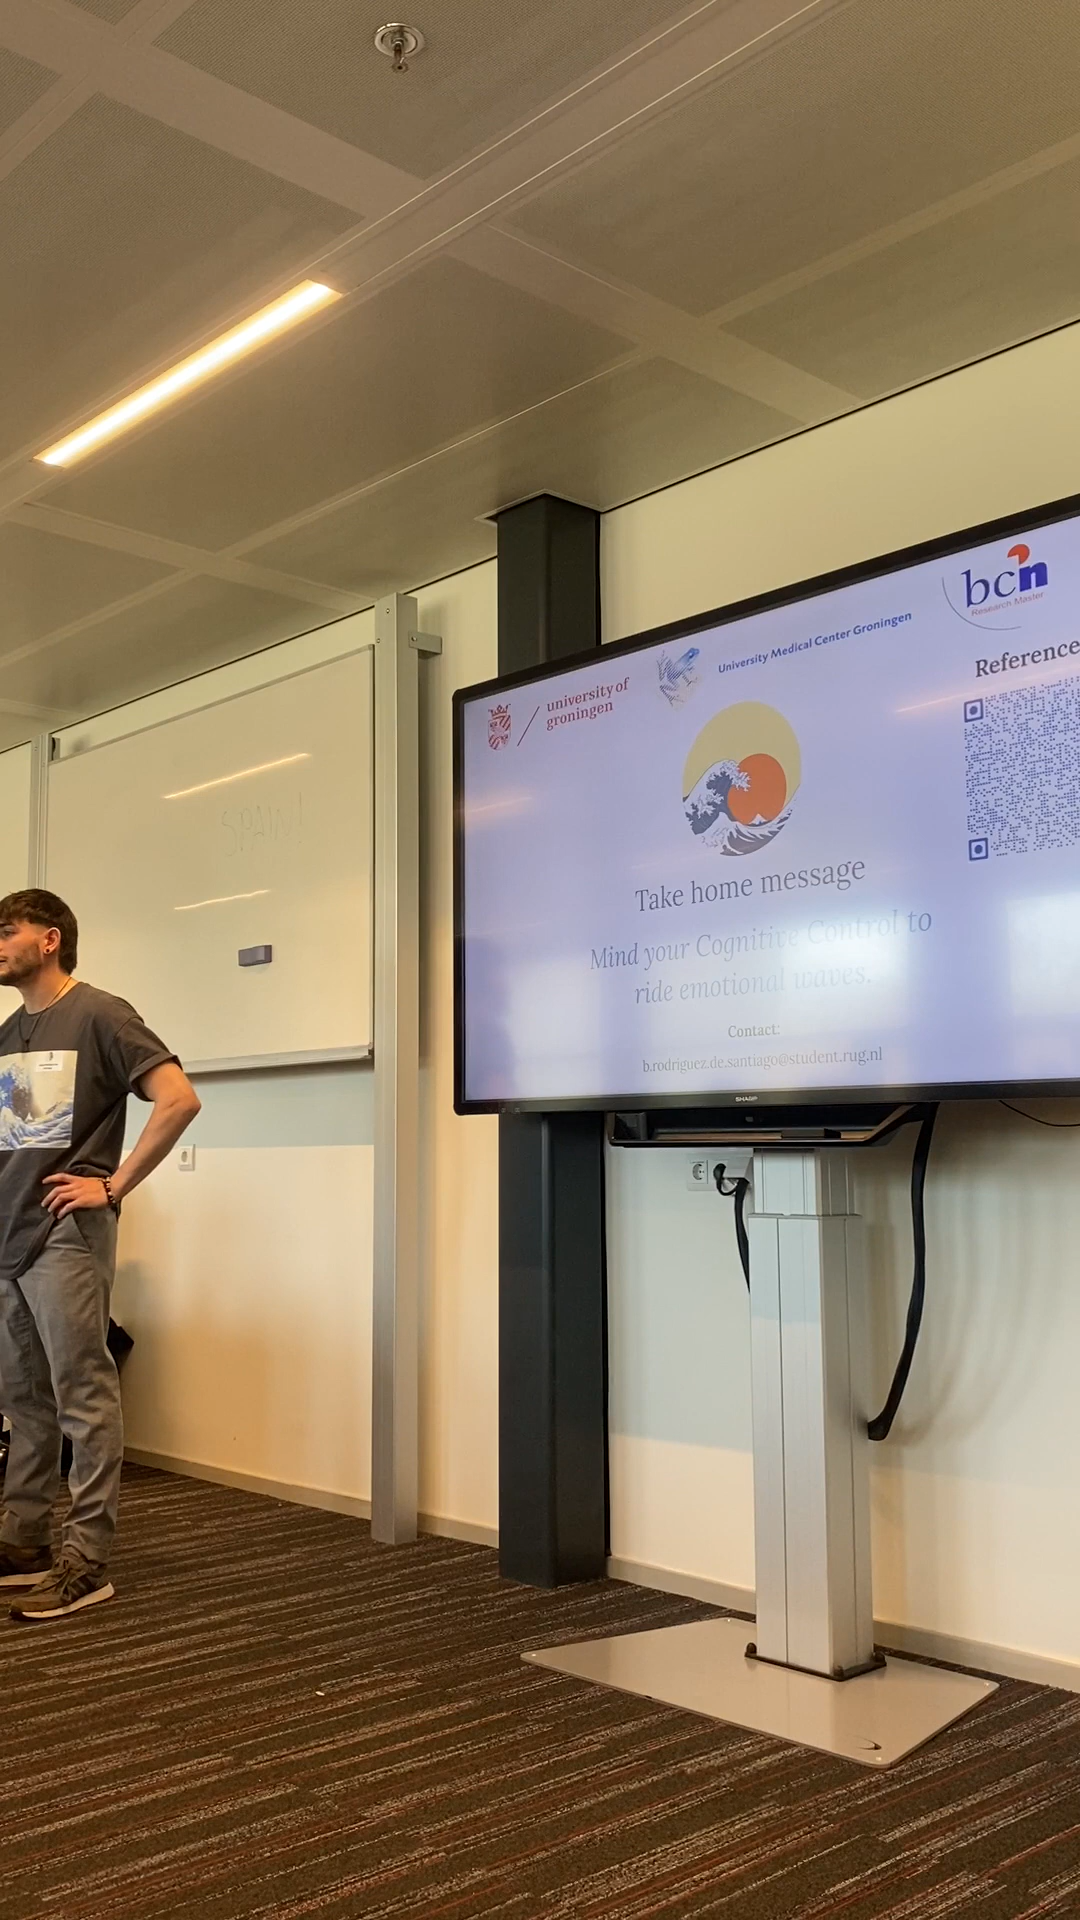 SPAIN!
university of
groningen
University Medical Center Groningen
bcn
Research Master
Reference
Take home message
Mind your Cognitive Control to
ride emotional waves.
Contact:
b.rodriguez.de.santiago@student.rug.nl
SHARP